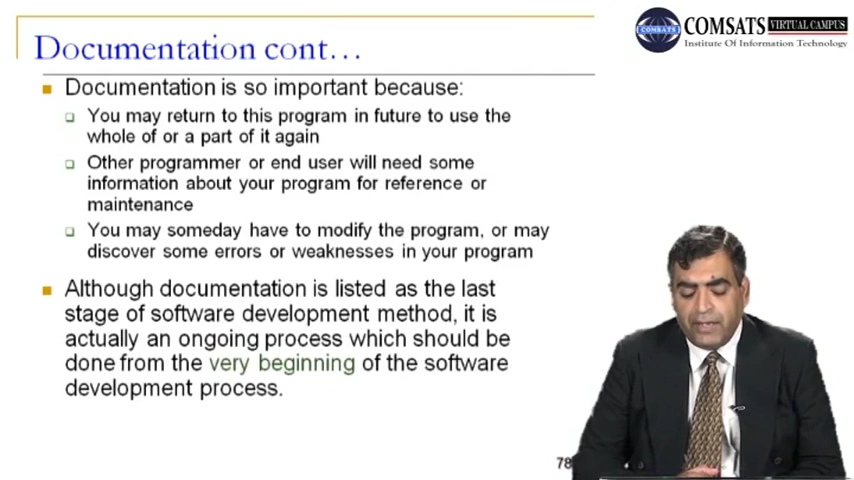 Documentation cont…
COMSATS VIRTUAL CAMPUS
COMSATS
Institute Of Information Technology
Documentation is so important because:
You may return to this program in future to use the
whole of or a part of it again
Other programmer or end user will need some
information about your program for reference or
maintenance
You may someday have to modify the program, or may
discover some errors or weaknesses in your program
Although documentation is listed as the last
stage of software development method, it is
actually an ongoing process which should be
done from the very beginning of the software
development process.
78